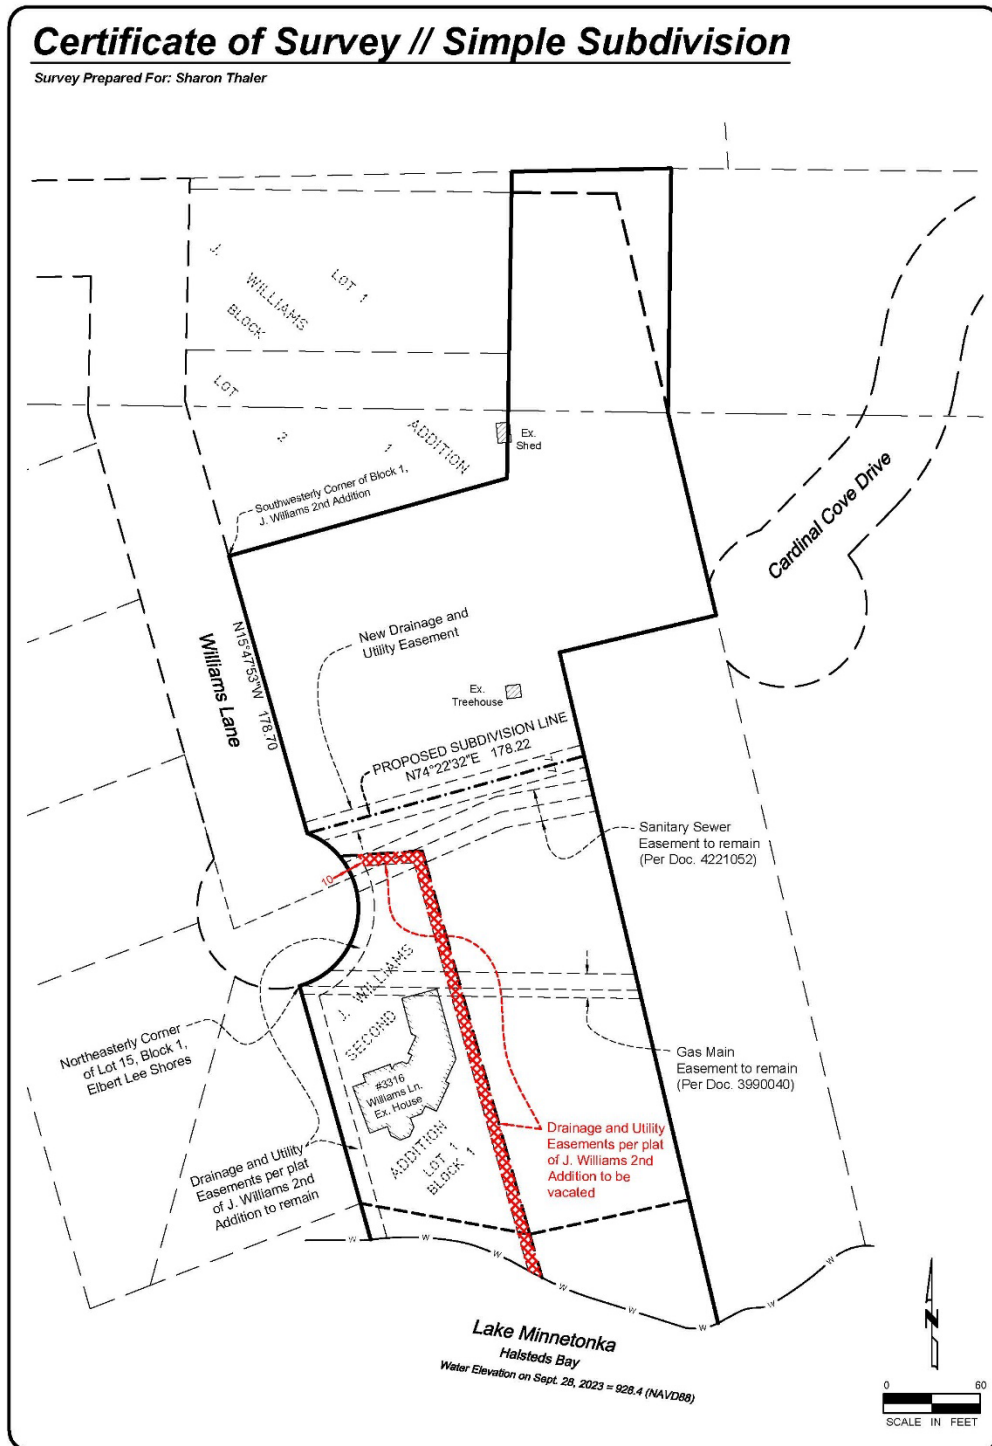 Certificate of Survey // Simple Subdivision
Survey Prepared For: Sharon Thaler
J.
WILLIAMS
BLOCK
LOT 1
LOT
2
1
ADDITION
Ex.
Shed
Southwesterly Corner of Block 1,
J. Williams 2nd Addition
Cardinal Cove Drive
Williams Lane
N15°47'53"W 178.70
New Drainage and
Utility Easement
Ex.
Treehouse
PROPOSED SUBDIVISION LINE
N74°22'32"E 178.22
Sanitary Sewer
Easement to remain
(Per Doc. 4221052)
10
J. WILLIAMS
SECOND
#3316
Williams Ln.
Ex. House
ADDITION
LOT 1
BLOCK 1
Northeasterly Corner
of Lot 15, Block 1,
Elbert Lee Shores
Gas Main
Easement to remain
(Per Doc. 3990040)
Drainage and Utility
Easements per plat
of J. Williams 2nd
Addition to be
vacated
Drainage and Utility
Easements per plat
of J. Williams 2nd
Addition to remain
W W W W W W W W
Lake Minnetonka
Halsteds Bay
Water Elevation on Sept. 28, 2023 = 928.4 (NAVD88)
N
0 60
SCALE IN FEET